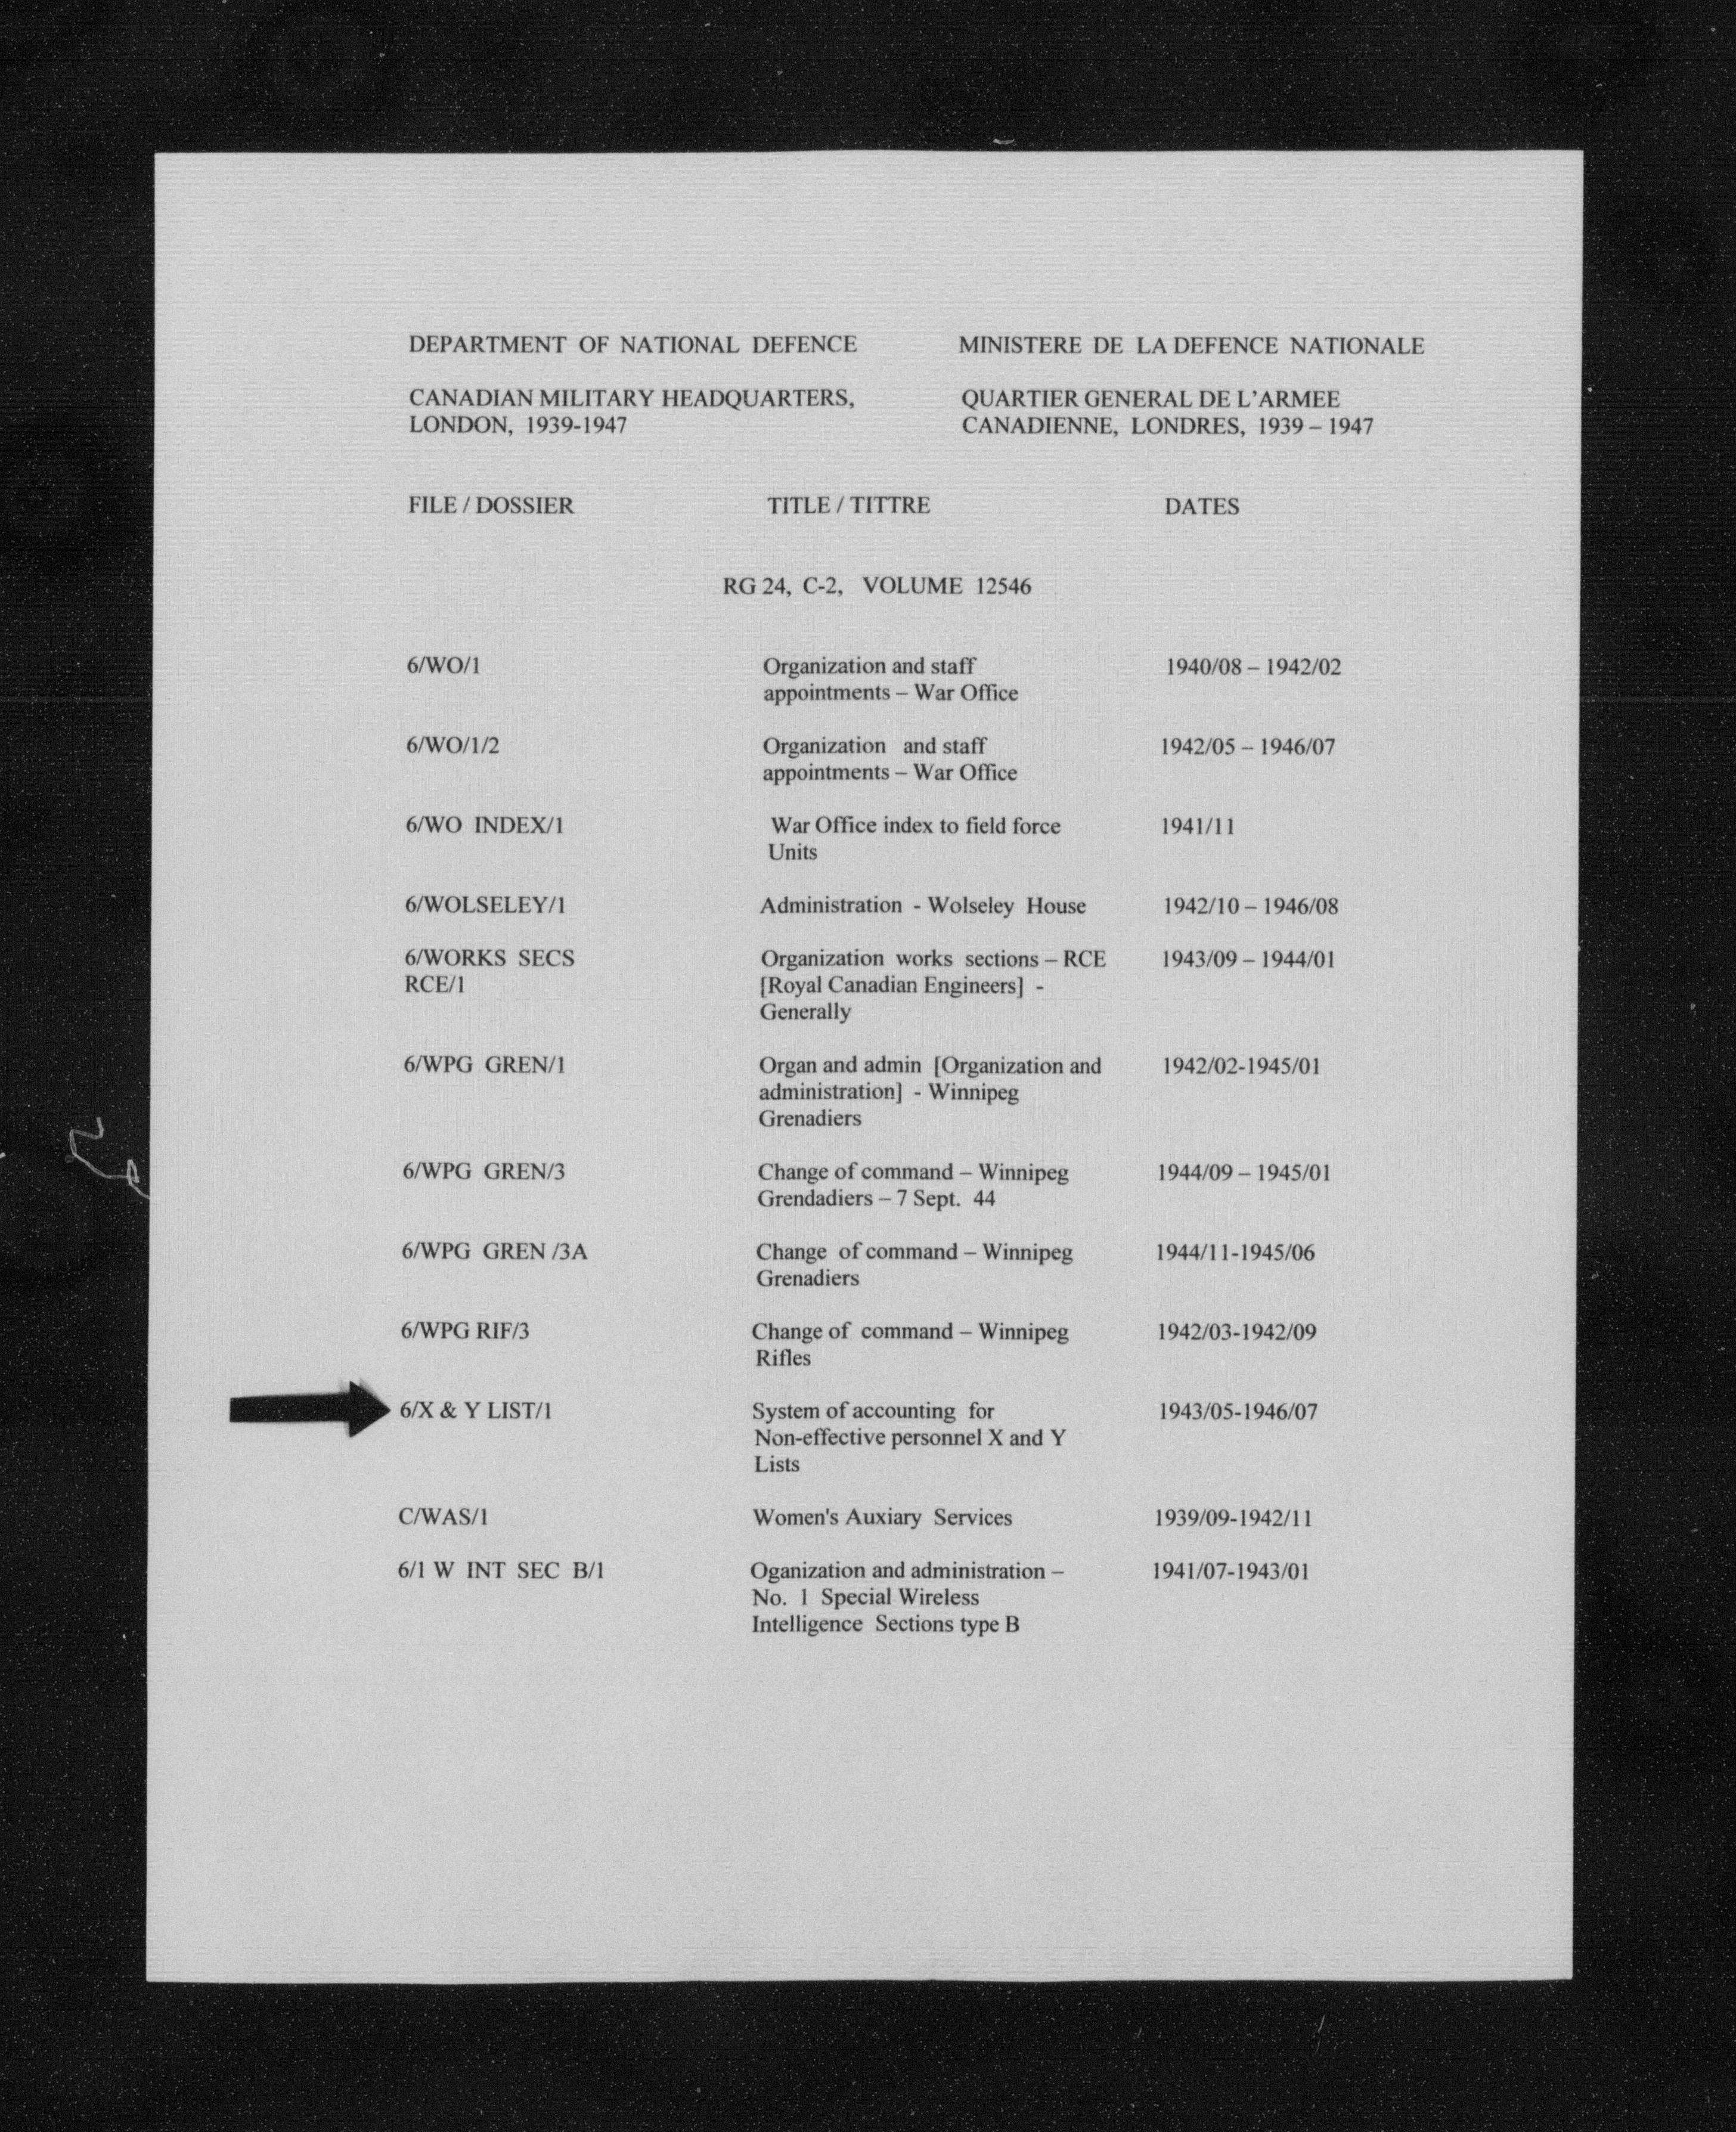 DEPARTMENT OF NATIONAL DEFENCE
MINISTERE DE LA DEFENCE NATIONALE
CANADIAN MILITARY HEADQUARTERS,
LONDON, 1939-1947
QUARTIER GENERAL DE L'ARMEE
CANADIENNE, LONDRES, 1939 – 1947
FILE / DOSSIER
TITLE / TITTRE
DATES
RG 24, C-2, VOLUME 12546
6/WO/1
Organization and staff
appointments – War Office
1940/08 – 1942/02
6/WO/1/2
Organization and staff
appointments – War Office
1942/05 – 1946/07
6/WO INDEX/1
War Office index to field force
Units
1941/11
6/WOLSELEY/1
Administration - Wolseley House
1942/10 – 1946/08
6/WORKS SECS
RCE/1
Organization works sections – RCE
[Royal Canadian Engineers] -
Generally
1943/09 – 1944/01
6/WPG GREN/1
Organ and admin [Organization and
administration] - Winnipeg
Grenadiers
1942/02-1945/01
6/WPG GREN/3
Change of command – Winnipeg
Grendadiers – 7 Sept. 44
1944/09 – 1945/01
6/WPG GREN /3A
Change of command – Winnipeg
Grenadiers
1944/11-1945/06
6/WPG RIF/3
Change of command – Winnipeg
Rifles
1942/03-1942/09
6/X & Y LIST/1
System of accounting for
Non-effective personnel X and Y
Lists
1943/05-1946/07
C/WAS/1
Women's Auxiary Services
1939/09-1942/11
6/1 W INT SEC B/1
Oganization and administration –
No. 1 Special Wireless
Intelligence Sections type B
1941/07-1943/01